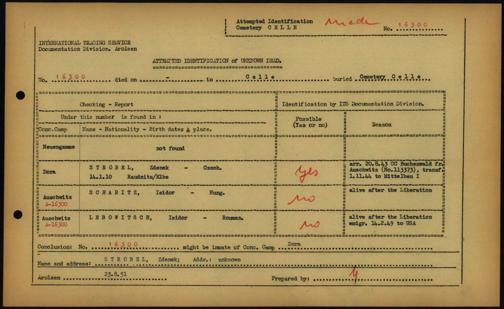 Attempted Identification made
Cemetery CELLE No. 16300
INTERNATIONAL TRACING SERVICE
Documentation Division. Arolsen
ATTEMPTED IDENTIFICATION of UNKNOWN DEAD.
No. 16300 died on - in Celle buried Cemetery Celle
Checking - Report
Under this number is found in:
Conc.Camp Name - Nationality - Birth dates & place.
Identification by ITS Documentation Division.
Possible (Yes or no) Reason
Neuengamme not found
Dora STROBEL, Zdenek - Czech.
14.1.10 Raudnitz/Elbe
Yes
arr. 20.8.43 CC Buchenwald fr.
Auschwitz (No.113373), transf.
1.11.44 to Mittelbau I
Auschwitz SCHARITZ, Isidor - Hung.
A-16300
no
alive after the Liberation
Auschwitz LEBOWITSCH, Isidor - Rouman.
A-16300
no
alive after the Liberation
emigr. 14.2.49 to USA
Conclusion: No. 16300 might be inmate of Conc. Camp Dora
Name and address: STROBEL, Zdenek; Addr.: unknown
Arolsen 23.8.51 Prepared by: